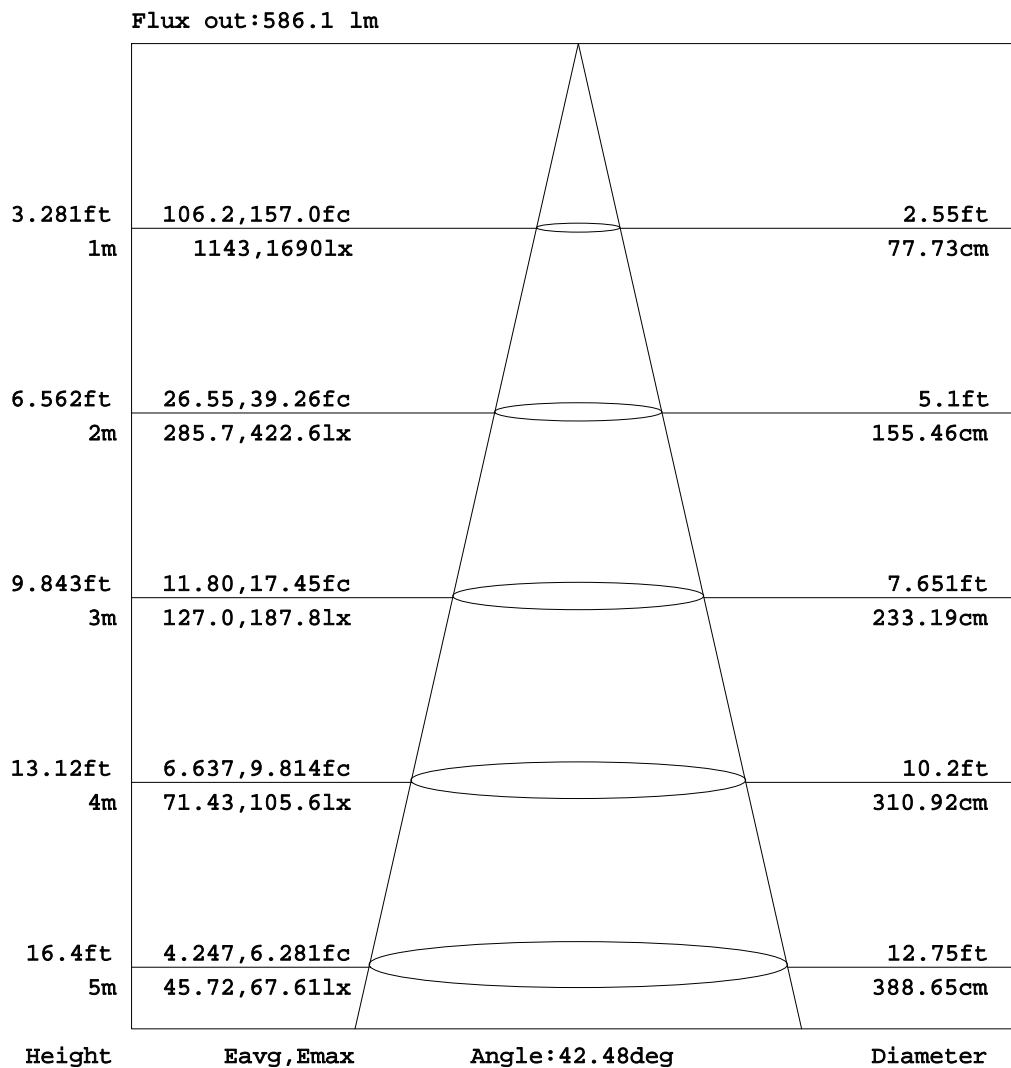 Flux out:586.1 lm
3.281ft 106.2,157.0fc 2.55ft
1m 1143,1690lx 77.73cm
6.562ft 26.55,39.26fc 5.1ft
2m 285.7,422.6lx 155.46cm
9.843ft 11.80,17.45fc 7.651ft
3m 127.0,187.8lx 233.19cm
13.12ft 6.637,9.814fc 10.2ft
4m 71.43,105.6lx 310.92cm
16.4ft 4.247,6.281fc 12.75ft
5m 45.72,67.61lx 388.65cm
Height Eavg,Emax Angle:42.48deg Diameter